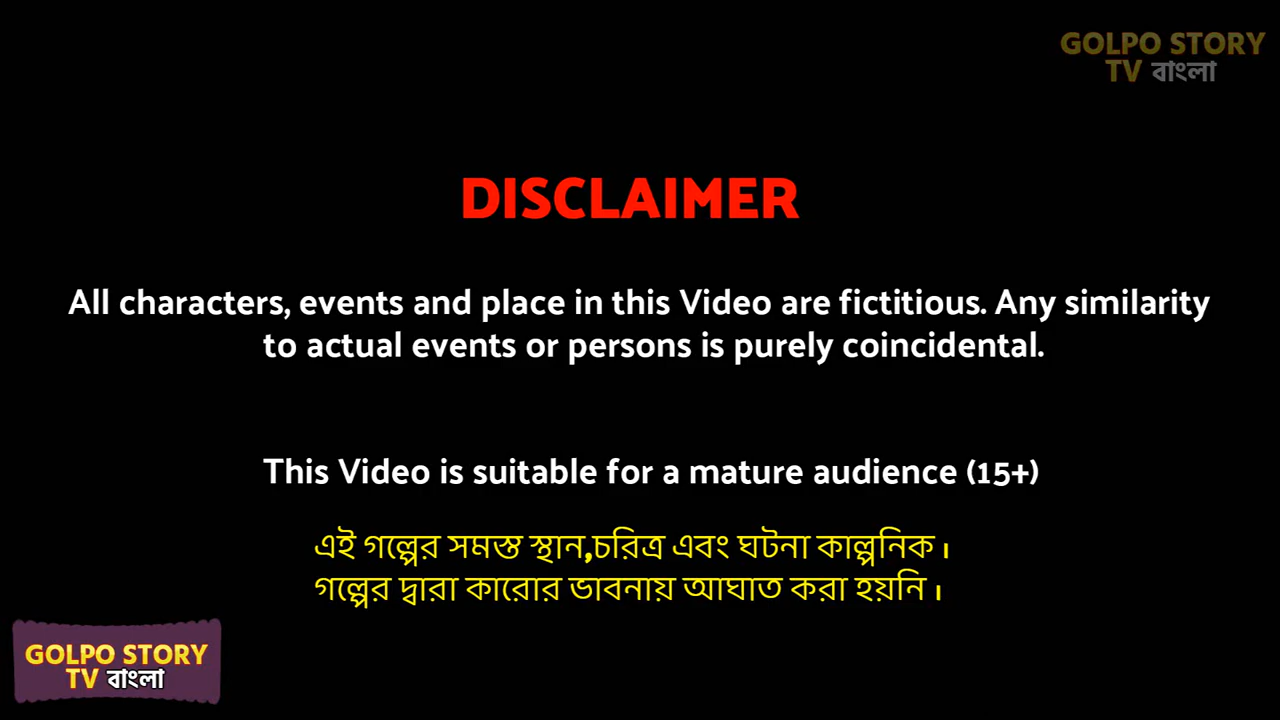 GOLPO STORY
TV বাংলা
DISCLAIMER
All characters, events and place in this Video are fictitious. Any similarity
to actual events or persons is purely coincidental.
This Video is suitable for a mature audience (15+)
এই গল্পের সমস্ত স্থান,চরিত্র এবং ঘটনা কাল্পনিক ।
গল্পের দ্বারা কারোর ভাবনায় আঘাত করা হয়নি ।
GOLPO STORY
TV বাংলা